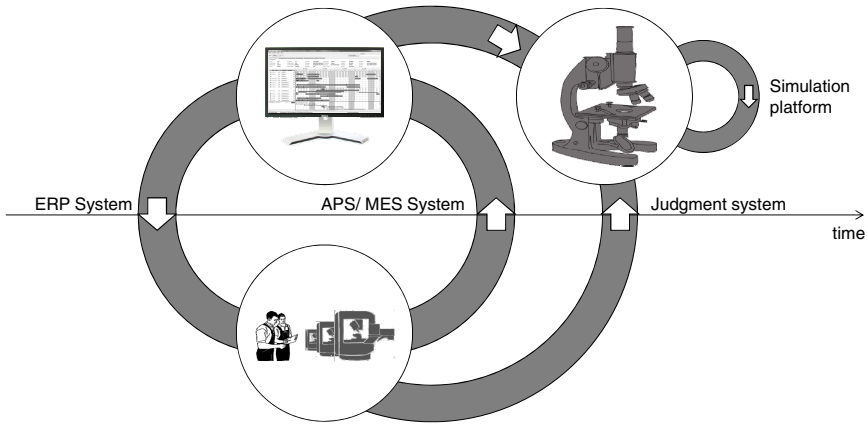 Simulation
platform
ERP System
APS/ MES System
Judgment system
time